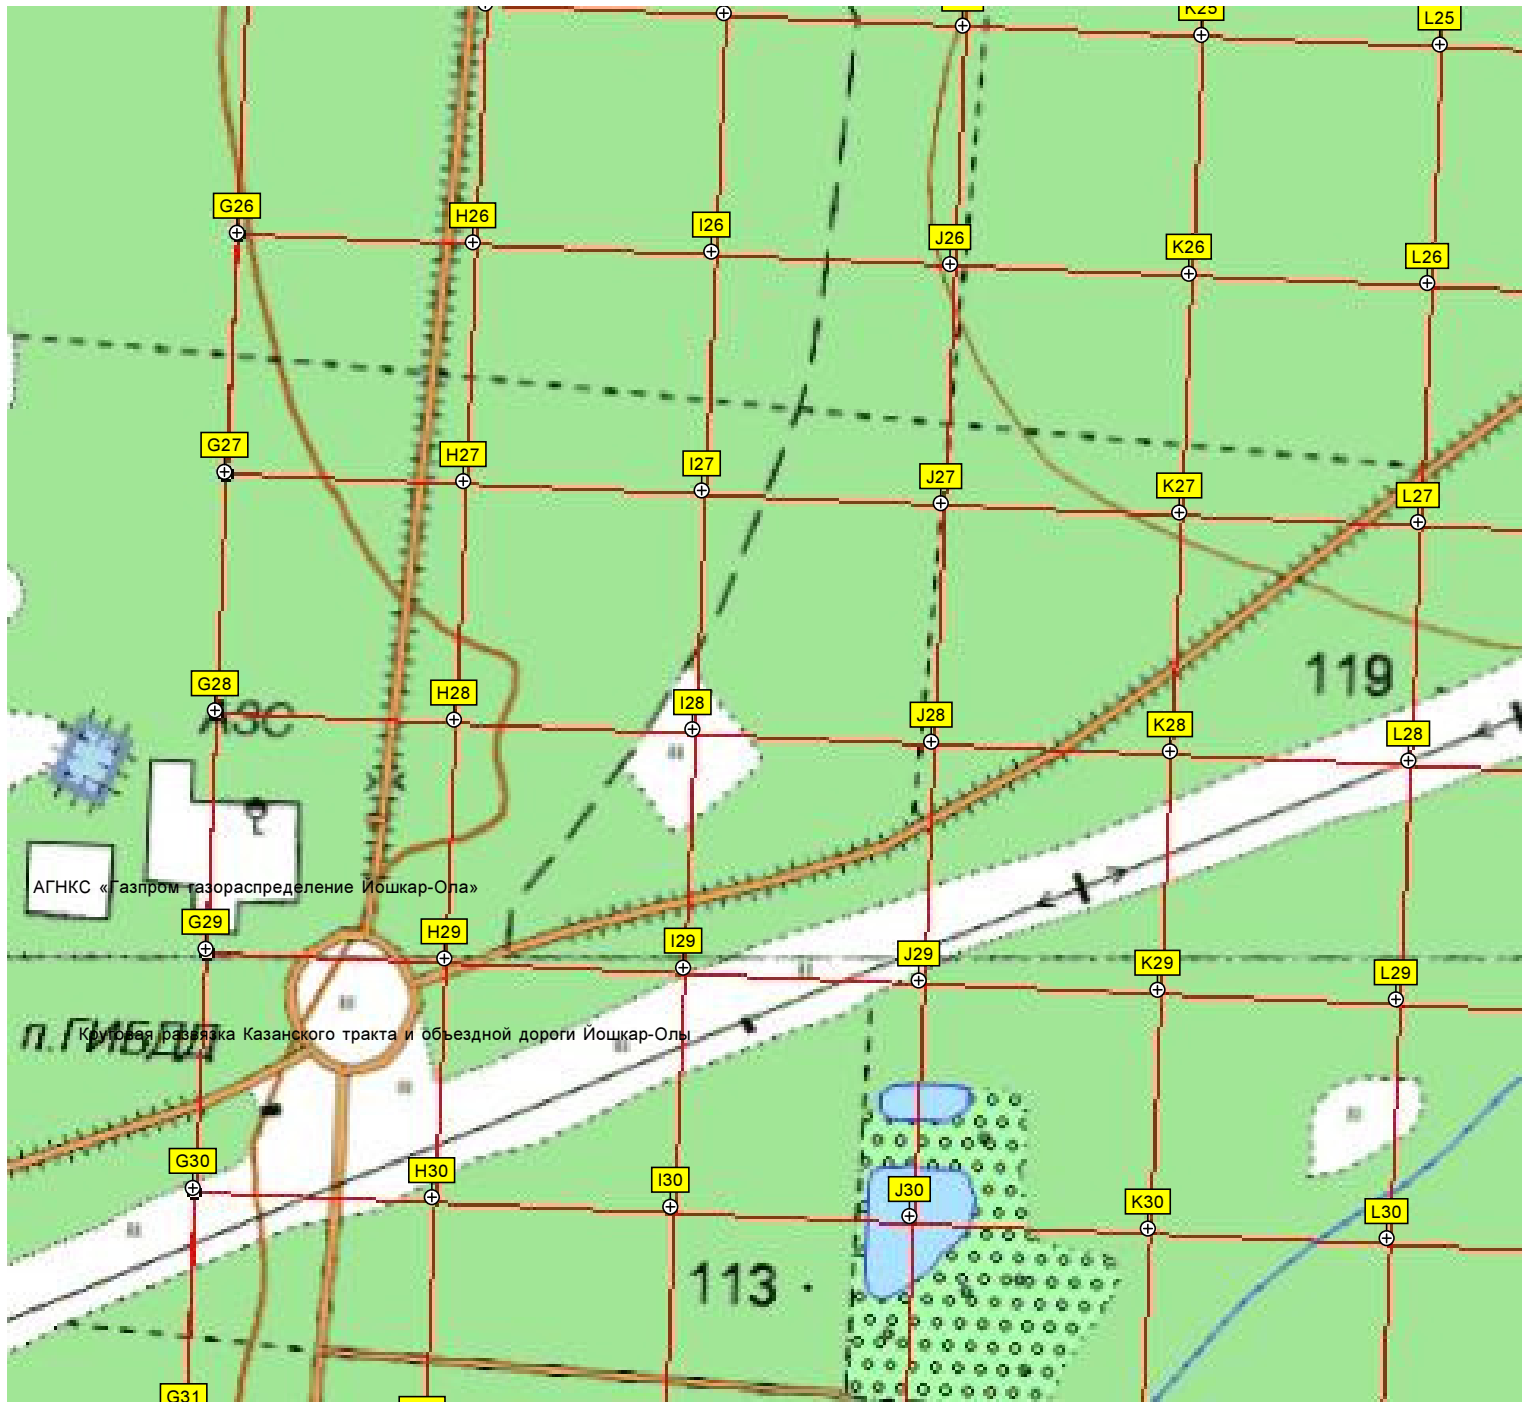 K25
L25
G26
H26
I26
J26
K26
L26
G27
H27
I27
J27
K27
L27
119
G28
АЗС
H28
I28
J28
K28
L28
АГНКС «Газпром газораспределение Йошкар-Ола»
G29
H29
I29
J29
K29
L29
п.ГИБДД
Круговая развязка Казанского тракта и объездной дороги Йошкар-Олы
G30
H30
I30
J30
K30
L30
113
G31